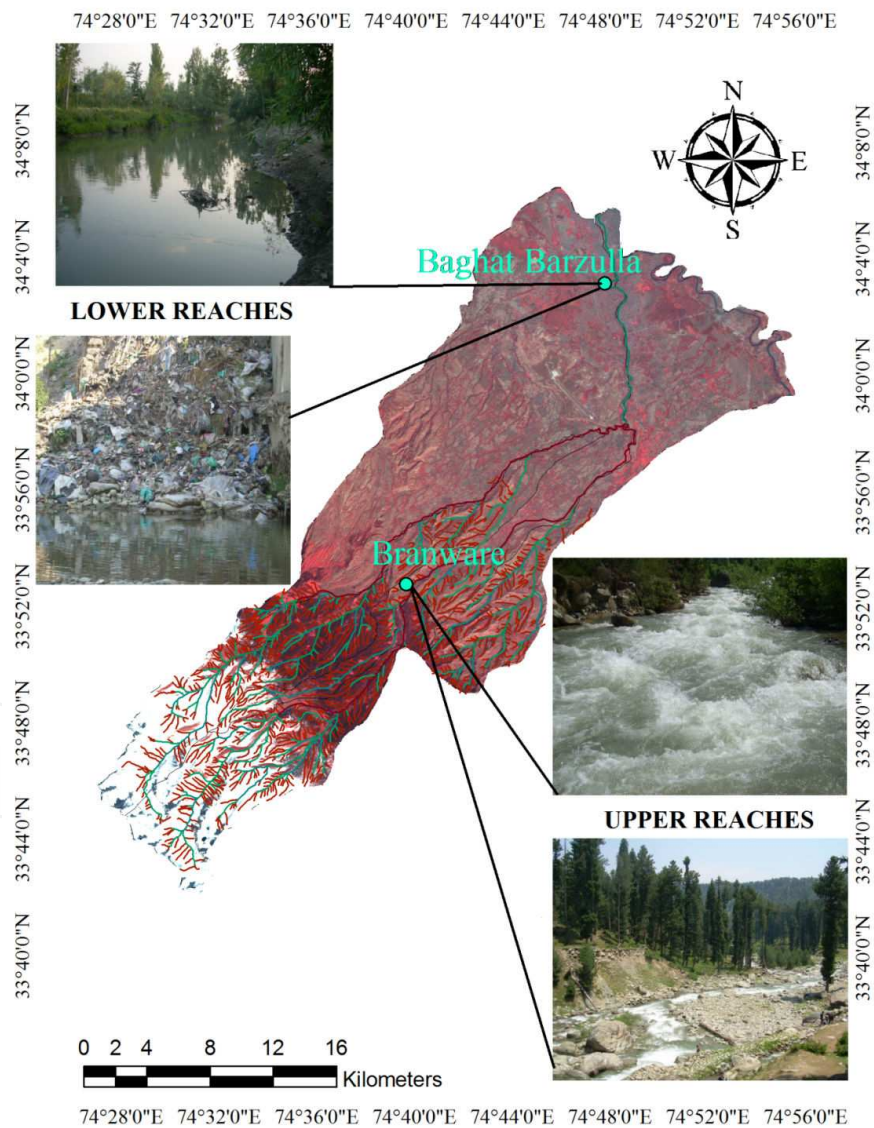 74°28'0"E 74°32'0"E 74°36'0"E 74°40'0"E 74°44'0"E 74°48'0"E 74°52'0"E 74°56'0"E
N
W E
S
34°8'0"N 34°8'0"N
34°4'0"N 34°4'0"N
Baghat Barzulla
LOWER REACHES
34°0'0"N 34°0'0"N
33°56'0"N 33°56'0"N
Branware
33°52'0"N 33°52'0"N
33°48'0"N 33°48'0"N
UPPER REACHES
33°44'0"N 33°44'0"N
33°40'0"N 33°40'0"N
0 2 4 8 12 16
Kilometers
74°28'0"E 74°32'0"E 74°36'0"E 74°40'0"E 74°44'0"E 74°48'0"E 74°52'0"E 74°56'0"E